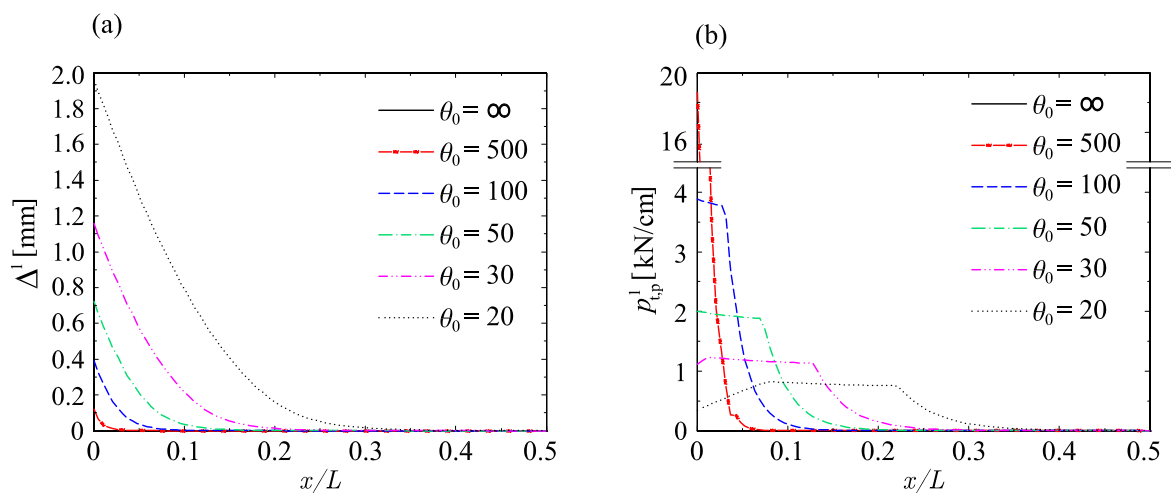 (a)
2.0
1.8
1.6
1.4
1.2
1.0
0.8
0.6
0.4
0.2
0
Δ¹ [mm]
θ₀ = ∞
θ₀ = 500
θ₀ = 100
θ₀ = 50
θ₀ = 30
θ₀ = 20
0 0.1 0.2 0.3 0.4 0.5
x/L
(b)
20
16
4
3
2
1
0
p¹ₜ,ₚ [kN/cm]
θ₀ = ∞
θ₀ = 500
θ₀ = 100
θ₀ = 50
θ₀ = 30
θ₀ = 20
0 0.1 0.2 0.3 0.4 0.5
x/L